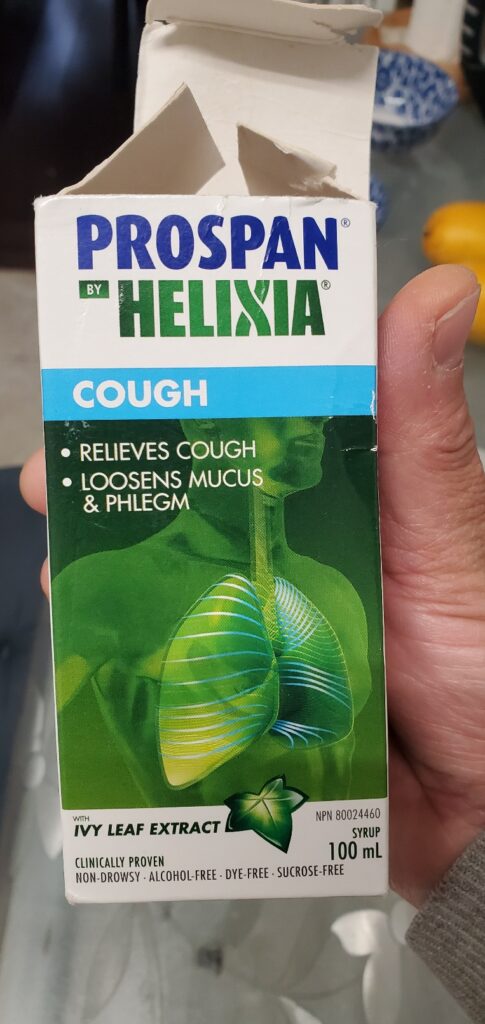 PROSPAN®
BY HELIXIA®
COUGH
• RELIEVES COUGH
• LOOSENS MUCUS
& PHLEGM
WITH
IVY LEAF EXTRACT
NPN 80024460
SYRUP
100 mL
CLINICALLY PROVEN
NON-DROWSY · ALCOHOL-FREE · DYE-FREE · SUCROSE-FREE